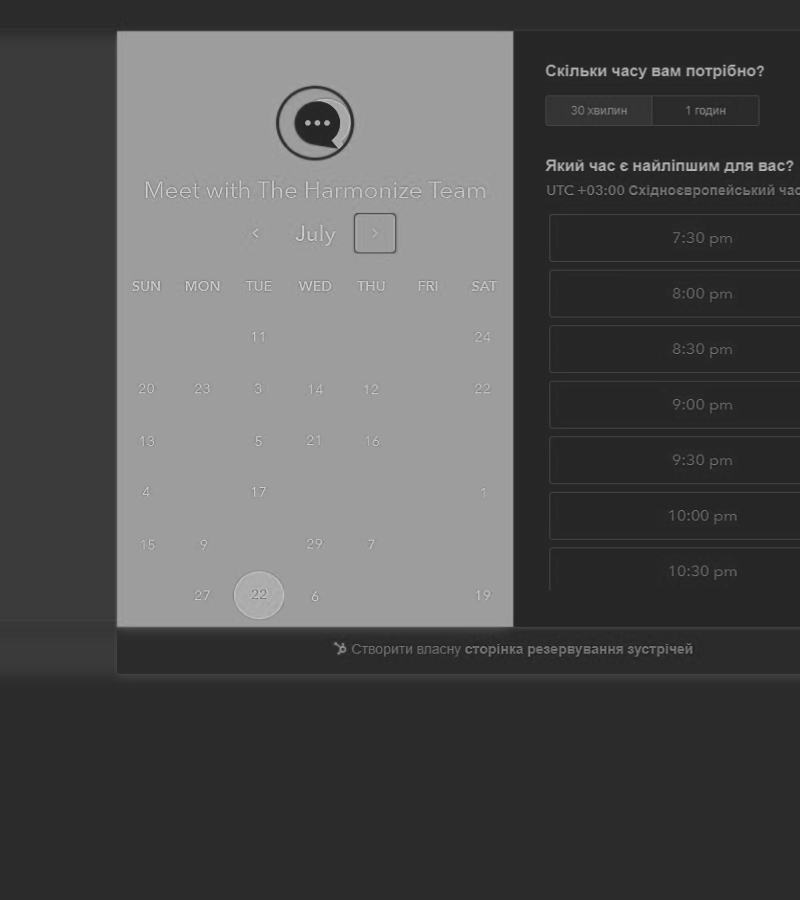 Meet with The Harmonize Team
July
SUN MON TUE WED THU FRI SAT
11 24
20 23 3 14 12 22
13 5 21 16
4 17 1
15 9 29 7
27 22 6 19
Скільки часу вам потрібно?
30 хвилин 1 годин
Який час є найліпшим для вас?
UTC +03:00 Східноєвропейський час
7:30 pm
8:00 pm
8:30 pm
9:00 pm
9:30 pm
10:00 pm
10:30 pm
Створити власну сторінка резервування зустрічей